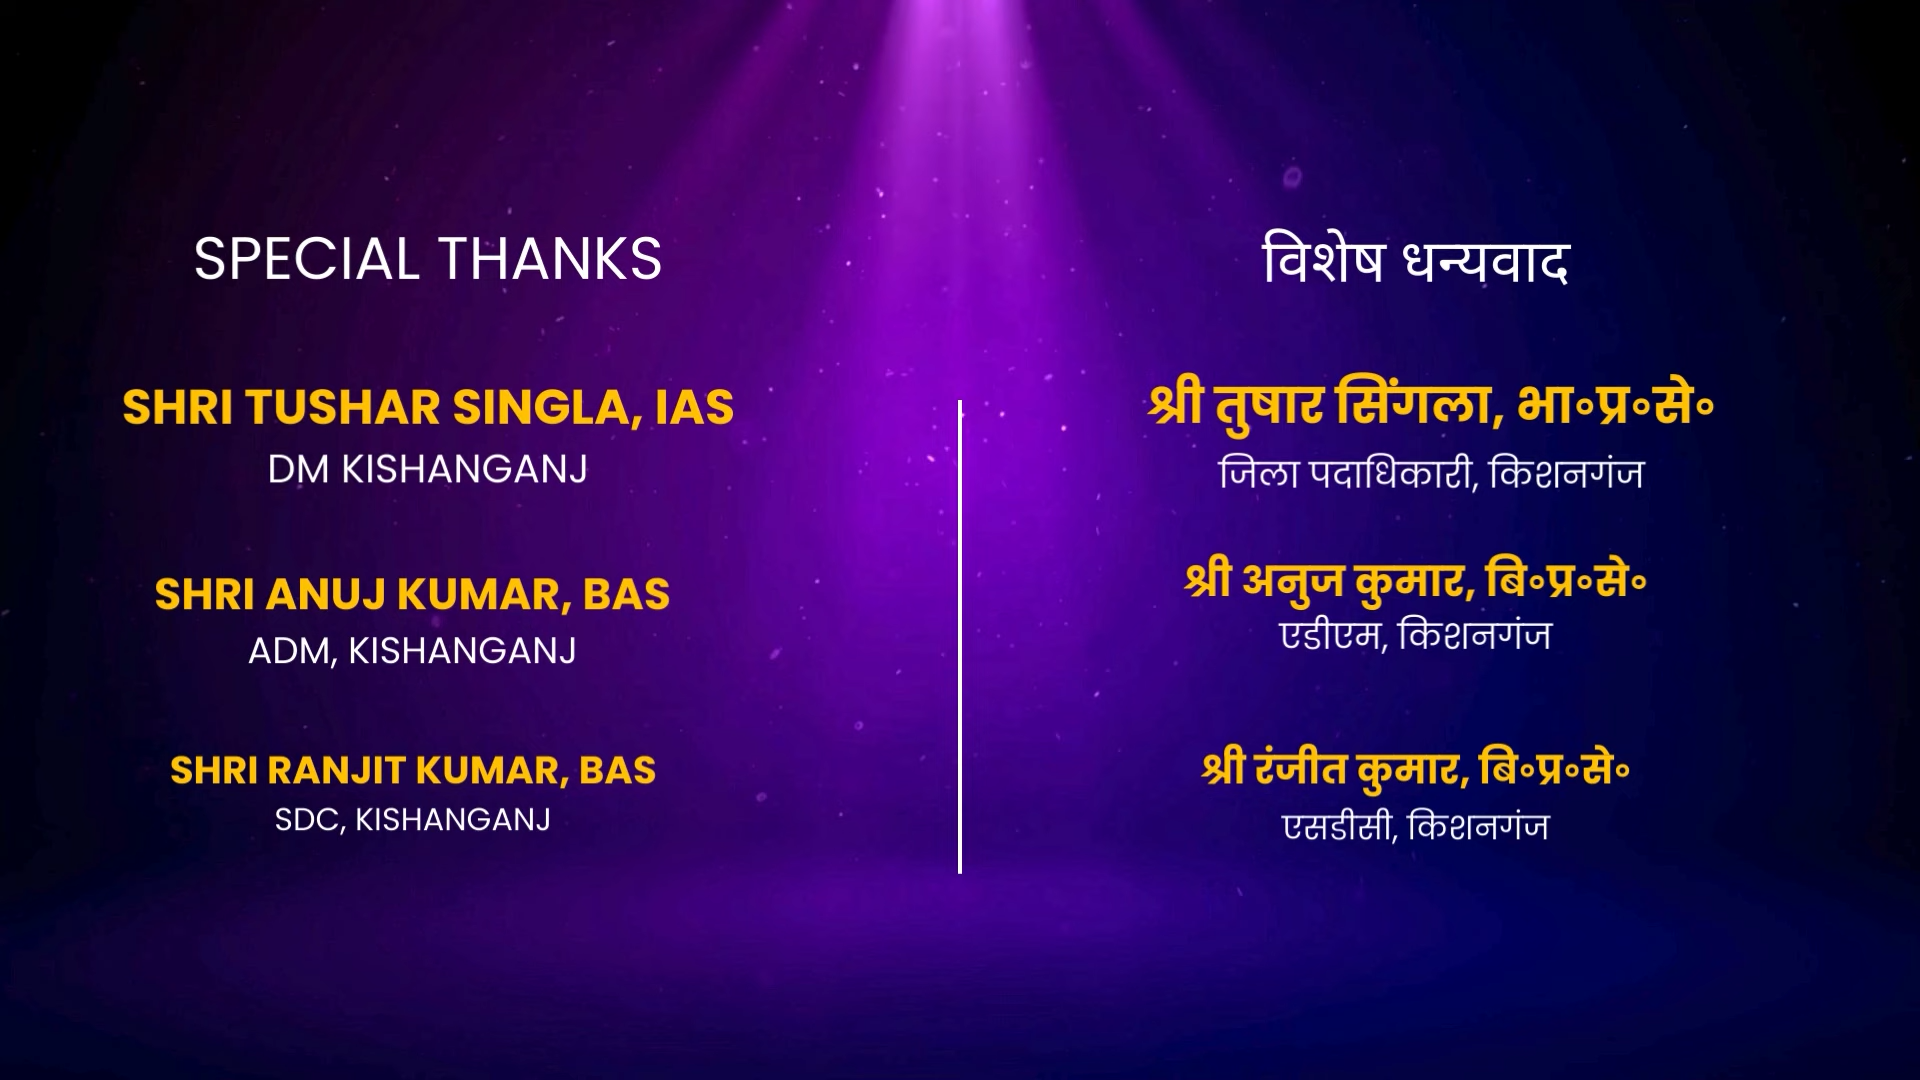 SPECIAL THANKS
SHRI TUSHAR SINGLA, IAS
DM KISHANGANJ
SHRI ANUJ KUMAR, BAS
ADM, KISHANGANJ
SHRI RANJIT KUMAR, BAS
SDC, KISHANGANJ
विशेष धन्यवाद
श्री तुषार सिंगला, भा॰प्र॰से॰
जिला पदाधिकारी, किशनगंज
श्री अनुज कुमार, बि॰प्र॰से॰
एडीएम, किशनगंज
श्री रंजीत कुमार, बि॰प्र॰से॰
एसडीसी, किशनगंज